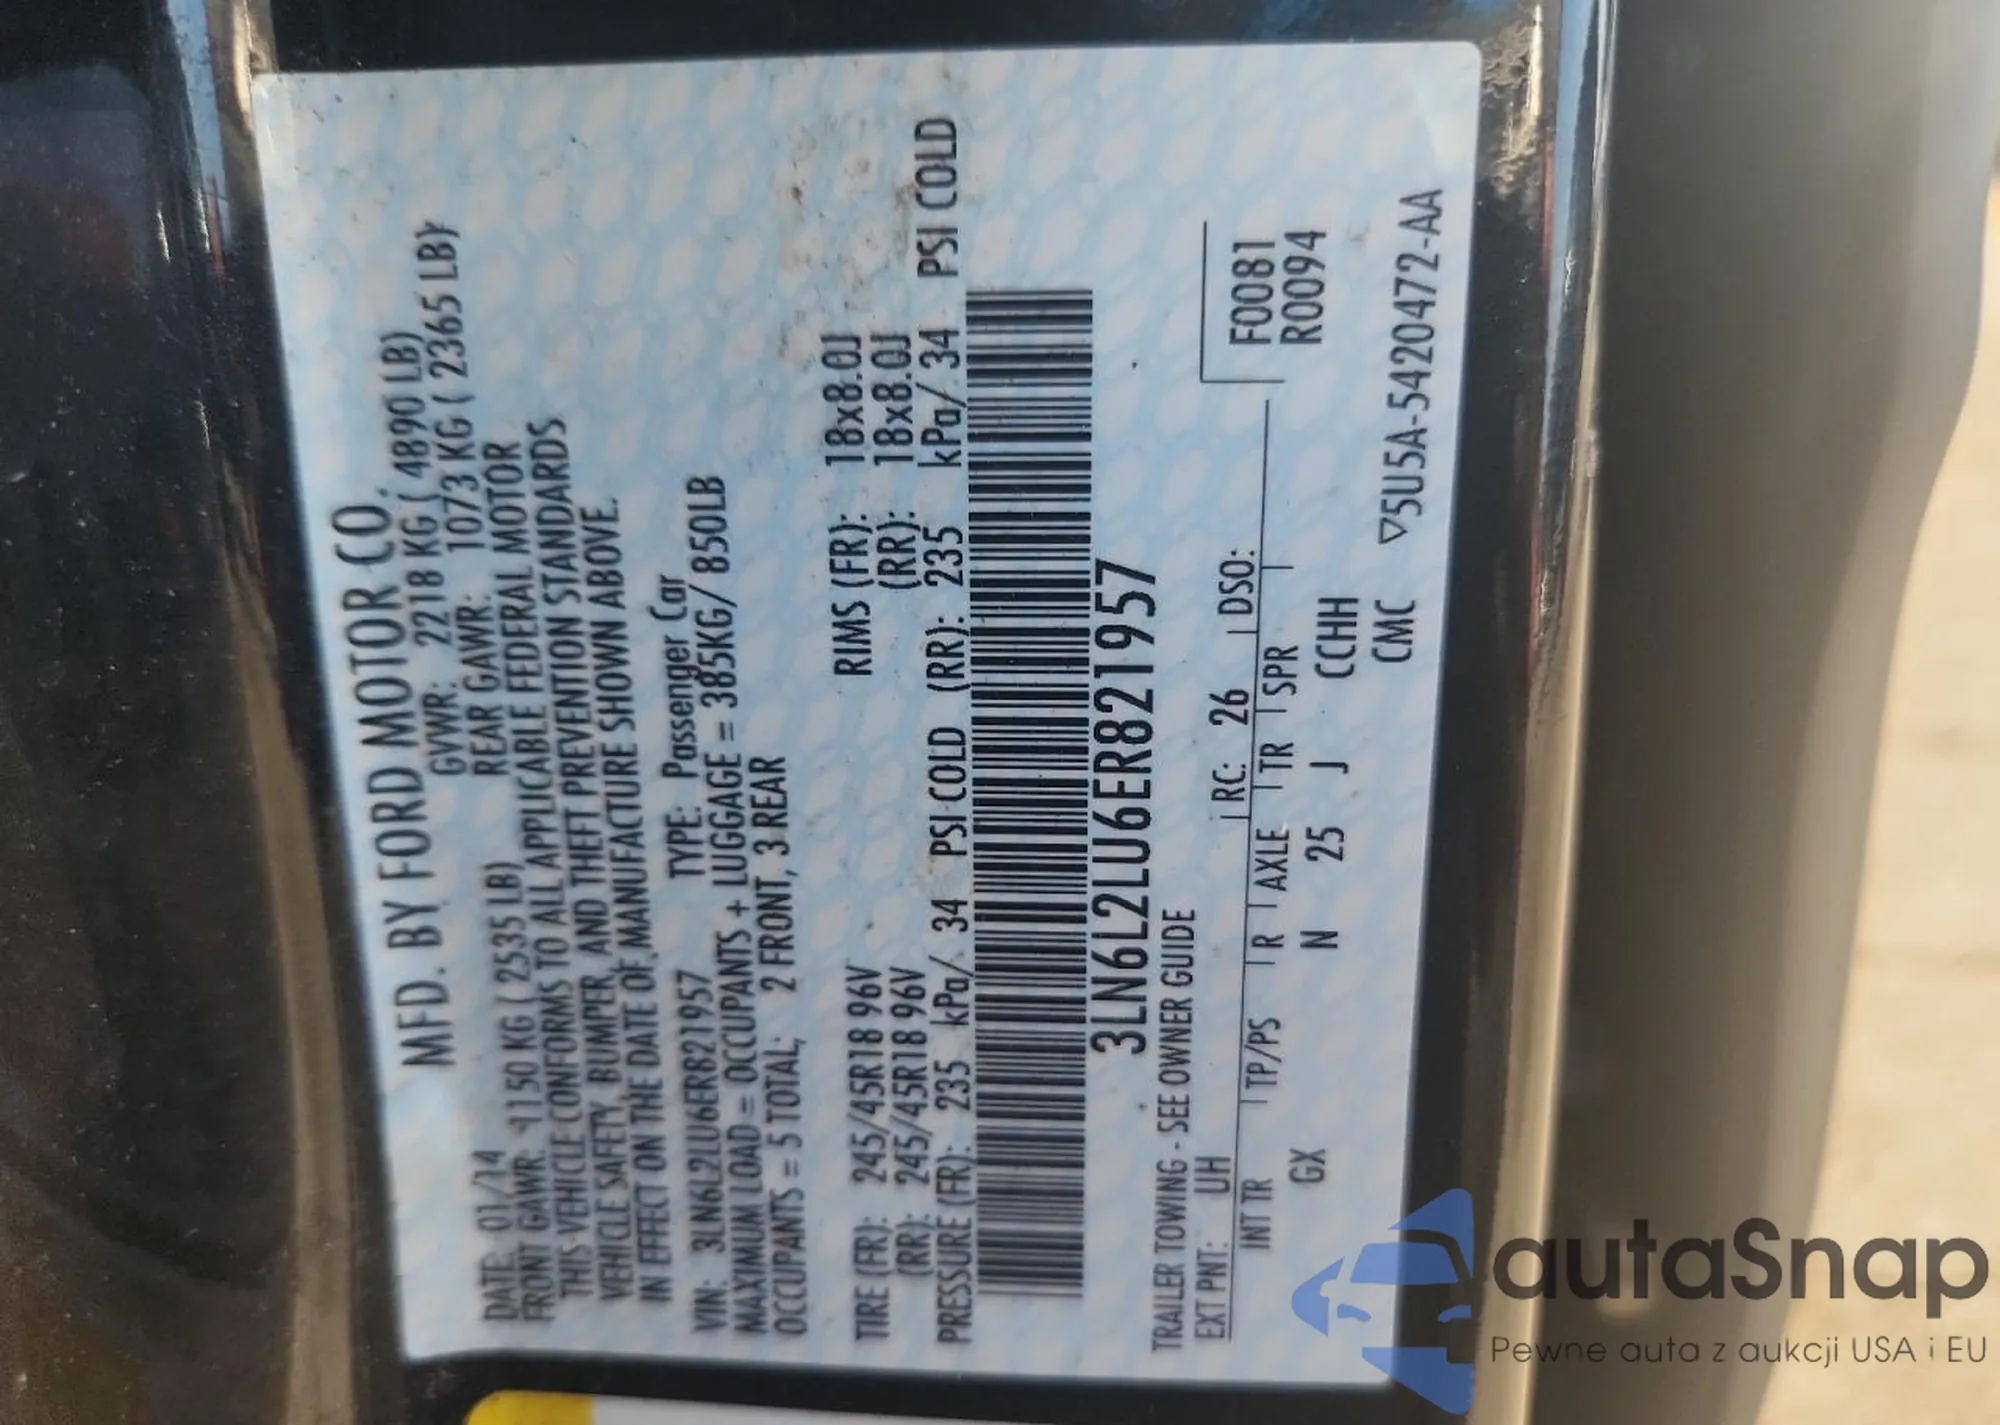 MFD. BY FORD MOTOR CO.
DATE: 01/14 GVWR: 2218 KG ( 4890 LB)
FRONT GAWR: 1150 KG ( 2535 LB) REAR GAWR: 1073 KG ( 2365 LB)
THIS VEHICLE CONFORMS TO ALL APPLICABLE FEDERAL MOTOR
VEHICLE SAFETY, BUMPER, AND THEFT PREVENTION STANDARDS
IN EFFECT ON THE DATE OF MANUFACTURE SHOWN ABOVE.
VIN: 3LN6L2LU6ER821957 TYPE: Passenger Car
MAXIMUM LOAD = OCCUPANTS + LUGGAGE = 385KG/ 850LB
OCCUPANTS = 5 TOTAL; 2 FRONT, 3 REAR
TIRE (FR): 245/45R18 96V RIMS (FR): 18x8.0J
(RR): 245/45R18 96V (RR): 18x8.0J
PRESSURE (FR): 235 kPa/ 34 PSI COLD (RR): 235 kPa/ 34 PSI COLD
3LN6L2LU6ER821957
TRAILER TOWING - SEE OWNER GUIDE
EXT PNT: UH RC: 26 DSO: F0081
INT TR TP/PS R AXLE TR SPR R0094
GX N 25 J CCHH
CMC
▽5U5A-5420472-AA
autaSnap
Pewne auta z aukcji USA i EU